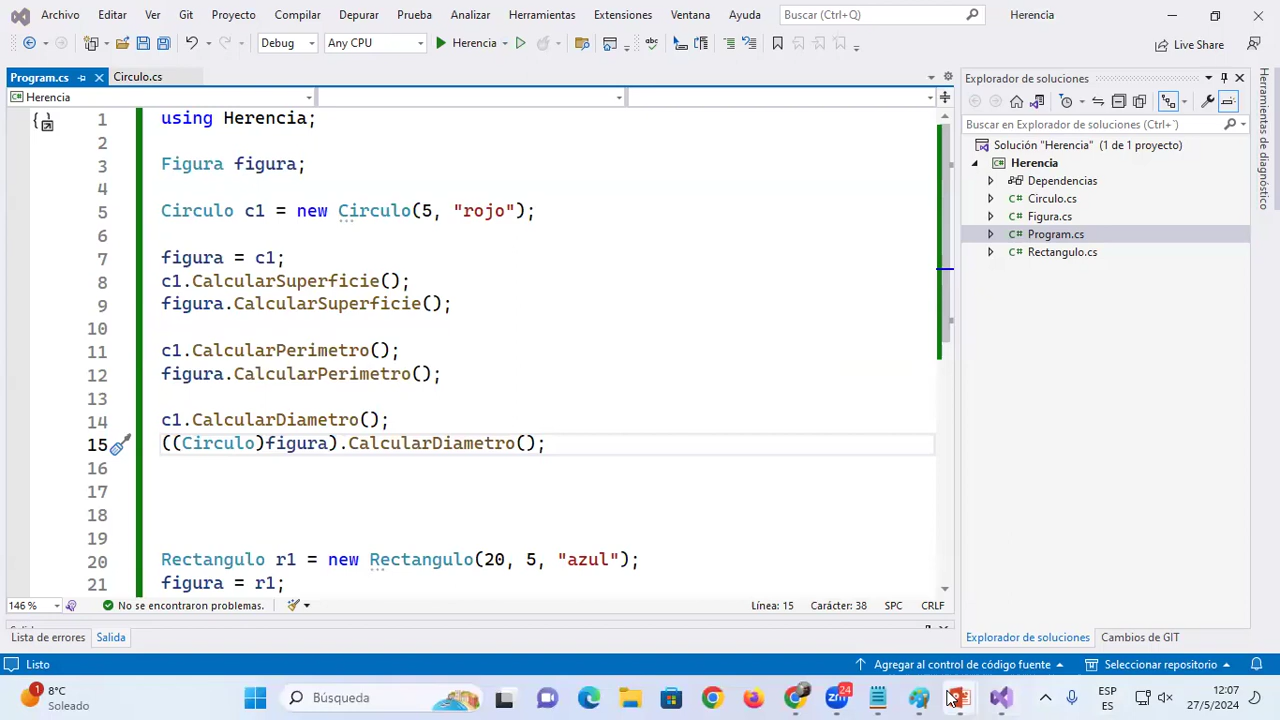 Archivo Editar Ver Git Proyecto Compilar Depurar Prueba Analizar Herramientas Extensiones Ventana Ayuda Buscar (Ctrl+Q) Herencia
Debug Any CPU Herencia Live Share
Program.cs Circulo.cs
Herencia
1 using Herencia;
2
3 Figura figura;
4
5 Circulo c1 = new Circulo(5, "rojo");
6
7 figura = c1;
8 c1.CalcularSuperficie();
9 figura.CalcularSuperficie();
10
11 c1.CalcularPerimetro();
12 figura.CalcularPerimetro();
13
14 c1.CalcularDiametro();
15 ((Circulo)figura).CalcularDiametro();
16
17
18
19
20 Rectangulo r1 = new Rectangulo(20, 5, "azul");
21 figura = r1;
146 % No se encontraron problemas. Línea: 15 Carácter: 38 SPC CRLF
Lista de errores Salida
Explorador de soluciones
Buscar en Explorador de soluciones (Ctrl+`)
Solución "Herencia" (1 de 1 proyecto)
Herencia
Dependencias
C# Circulo.cs
C# Figura.cs
C# Program.cs
C# Rectangulo.cs
Explorador de soluciones Cambios de GIT
Herramientas de diagnóstico
Listo Agregar al control de código fuente Seleccionar repositorio
1 8°C
Soleado
Búsqueda
zm 24
ESP
ES
12:07
27/5/2024